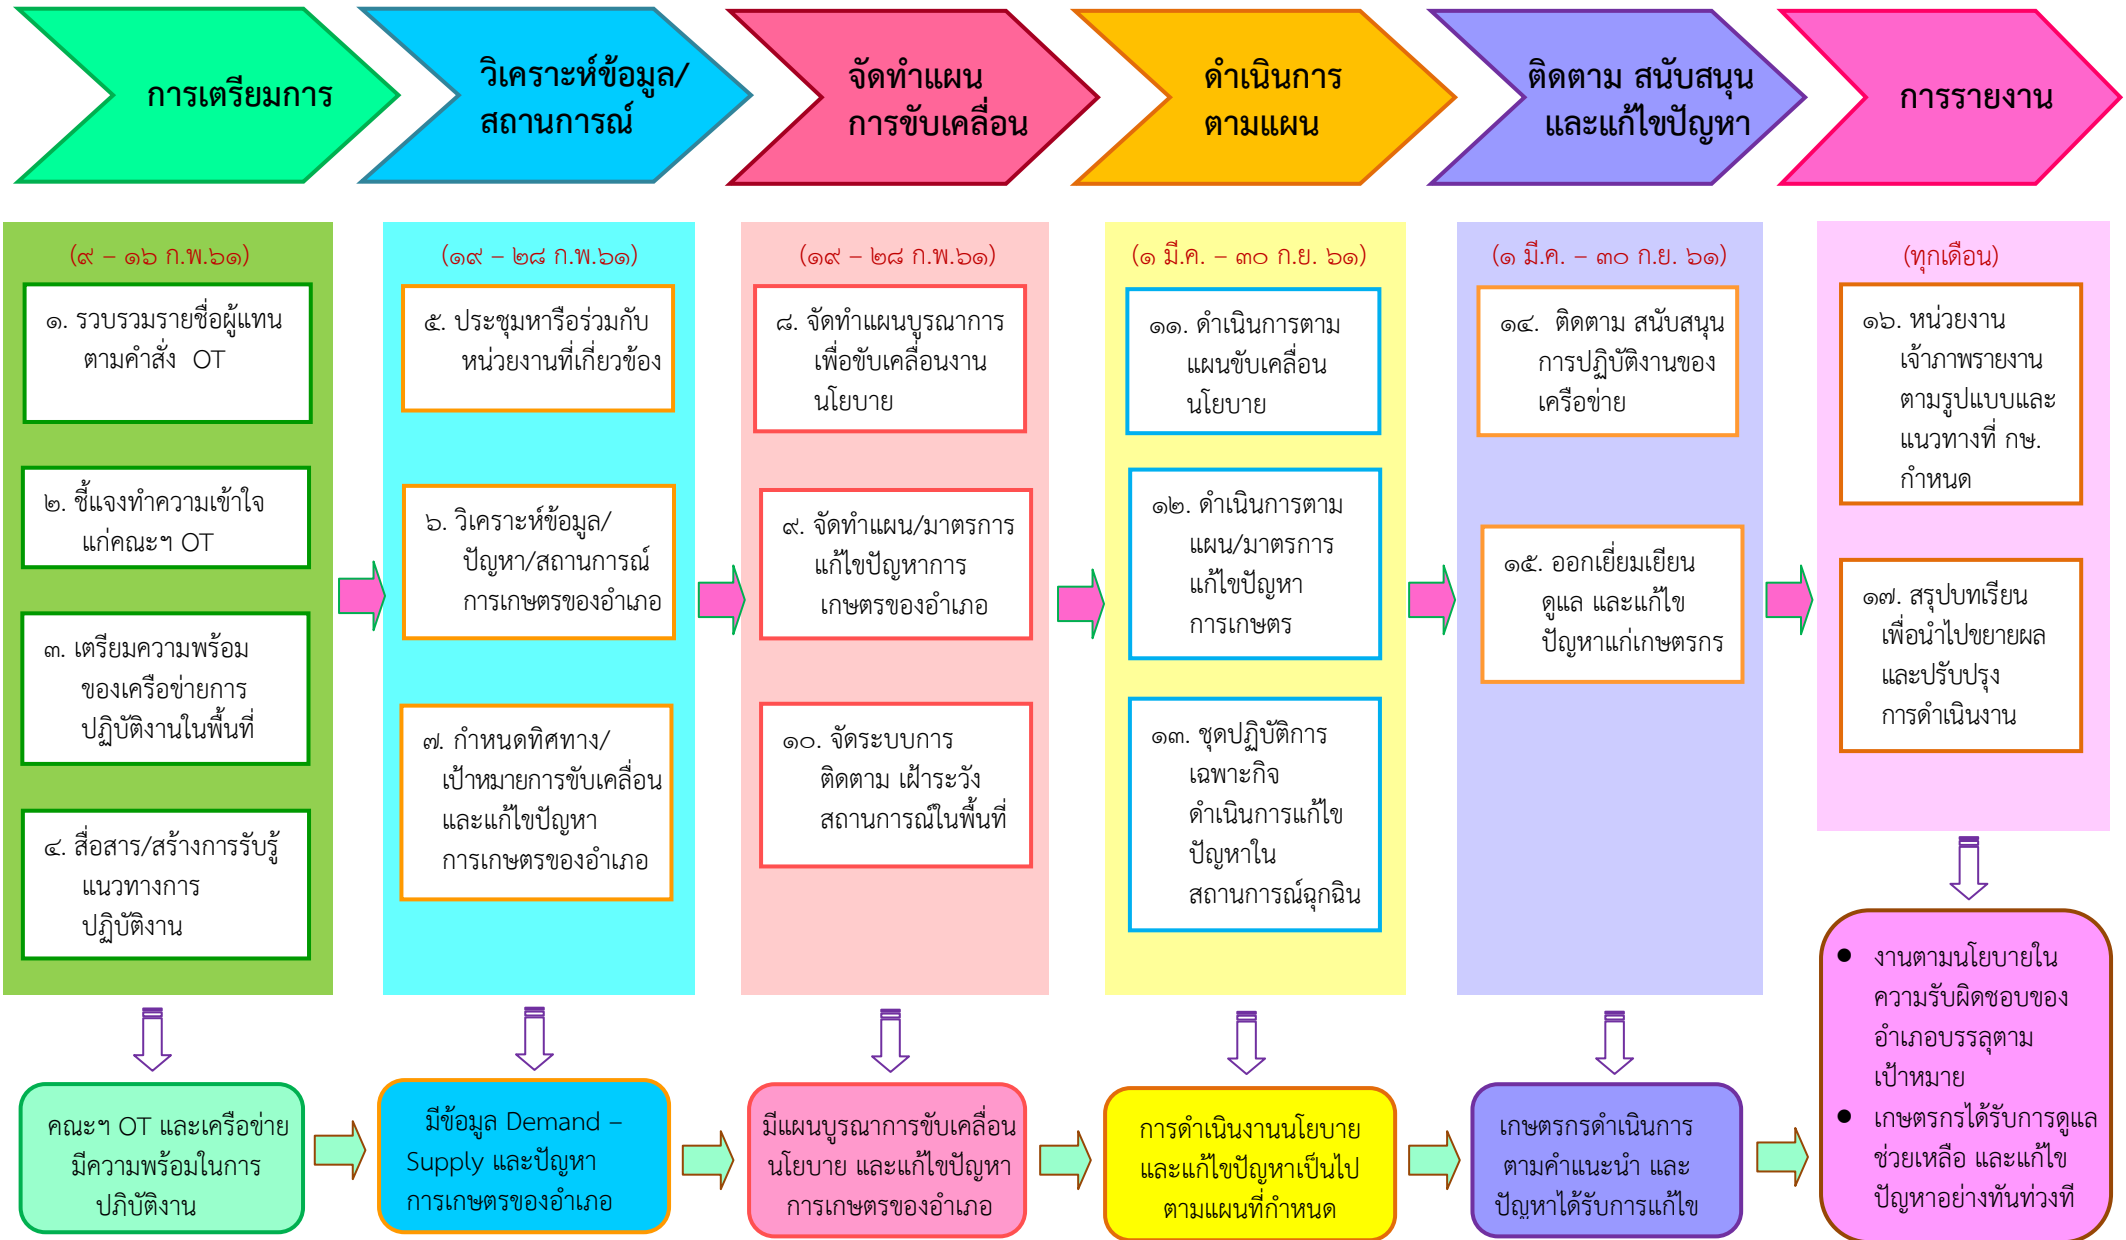 การเตรียมการ
วิเคราะห์ข้อมูล/
สถานการณ์
จัดทำแผน
การขับเคลื่อน
ดำเนินการ
ตามแผน
ติดตาม สนับสนุน
และแก้ไขปัญหา
การรายงาน
(๙ – ๑๖ ก.พ.๖๑)
๑. รวบรวมรายชื่อผู้แทน
ตามคำสั่ง OT
๒. ชี้แจงทำความเข้าใจ
แก่คณะฯ OT
๓. เตรียมความพร้อม
ของเครือข่ายการ
ปฏิบัติงานในพื้นที่
๔. สื่อสาร/สร้างการรับรู้
แนวทางการ
ปฏิบัติงาน
(๑๙ – ๒๘ ก.พ.๖๑)
๕. ประชุมหารือร่วมกับ
หน่วยงานที่เกี่ยวข้อง
๖. วิเคราะห์ข้อมูล/
ปัญหา/สถานการณ์
การเกษตรของอำเภอ
๗. กำหนดทิศทาง/
เป้าหมายการขับเคลื่อน
และแก้ไขปัญหา
การเกษตรของอำเภอ
(๑๙ – ๒๘ ก.พ.๖๑)
๘. จัดทำแผนบูรณาการ
เพื่อขับเคลื่อนงาน
นโยบาย
๙. จัดทำแผน/มาตรการ
แก้ไขปัญหาการ
เกษตรของอำเภอ
๑๐. จัดระบบการ
ติดตาม เฝ้าระวัง
สถานการณ์ในพื้นที่
(๑ มี.ค. – ๓๐ ก.ย. ๖๑)
๑๑. ดำเนินการตาม
แผนขับเคลื่อน
นโยบาย
๑๒. ดำเนินการตาม
แผน/มาตรการ
แก้ไขปัญหา
การเกษตร
๑๓. ชุดปฏิบัติการ
เฉพาะกิจ
ดำเนินการแก้ไข
ปัญหาใน
สถานการณ์ฉุกฉิน
(๑ มี.ค. – ๓๐ ก.ย. ๖๑)
๑๔. ติดตาม สนับสนุน
การปฏิบัติงานของ
เครือข่าย
๑๕. ออกเยี่ยมเยียน
ดูแล และแก้ไข
ปัญหาแก่เกษตรกร
(ทุกเดือน)
๑๖. หน่วยงาน
เจ้าภาพรายงาน
ตามรูปแบบและ
แนวทางที่ กษ.
กำหนด
๑๗. สรุปบทเรียน
เพื่อนำไปขยายผล
และปรับปรุง
การดำเนินงาน
คณะฯ OT และเครือข่าย
มีความพร้อมในการ
ปภิบัติงาน
มีข้อมูล Demand –
Supply และปัญหา
การเกษตรของอำเภอ
มีแผนบูรณาการขับเคลื่อน
นโยบาย และแก้ไขปัญหา
การเกษตรของอำเภอ
การดำเนินงานนโยบาย
และแก้ไขปัญหาเป็นไป
ตามแผนที่กำหนด
เกษตรกรดำเนินการ
ตามคำแนะนำ และ
ปัญหาได้รับการแก้ไข
● งานตามนโยบายใน
ความรับผิดชอบของ
อำเภอบรรลุตาม
เป้าหมาย
● เกษตรกรได้รับการดูแล
ช่วยเหลือ และแก้ไข
ปัญหาอย่างทันท่วงที